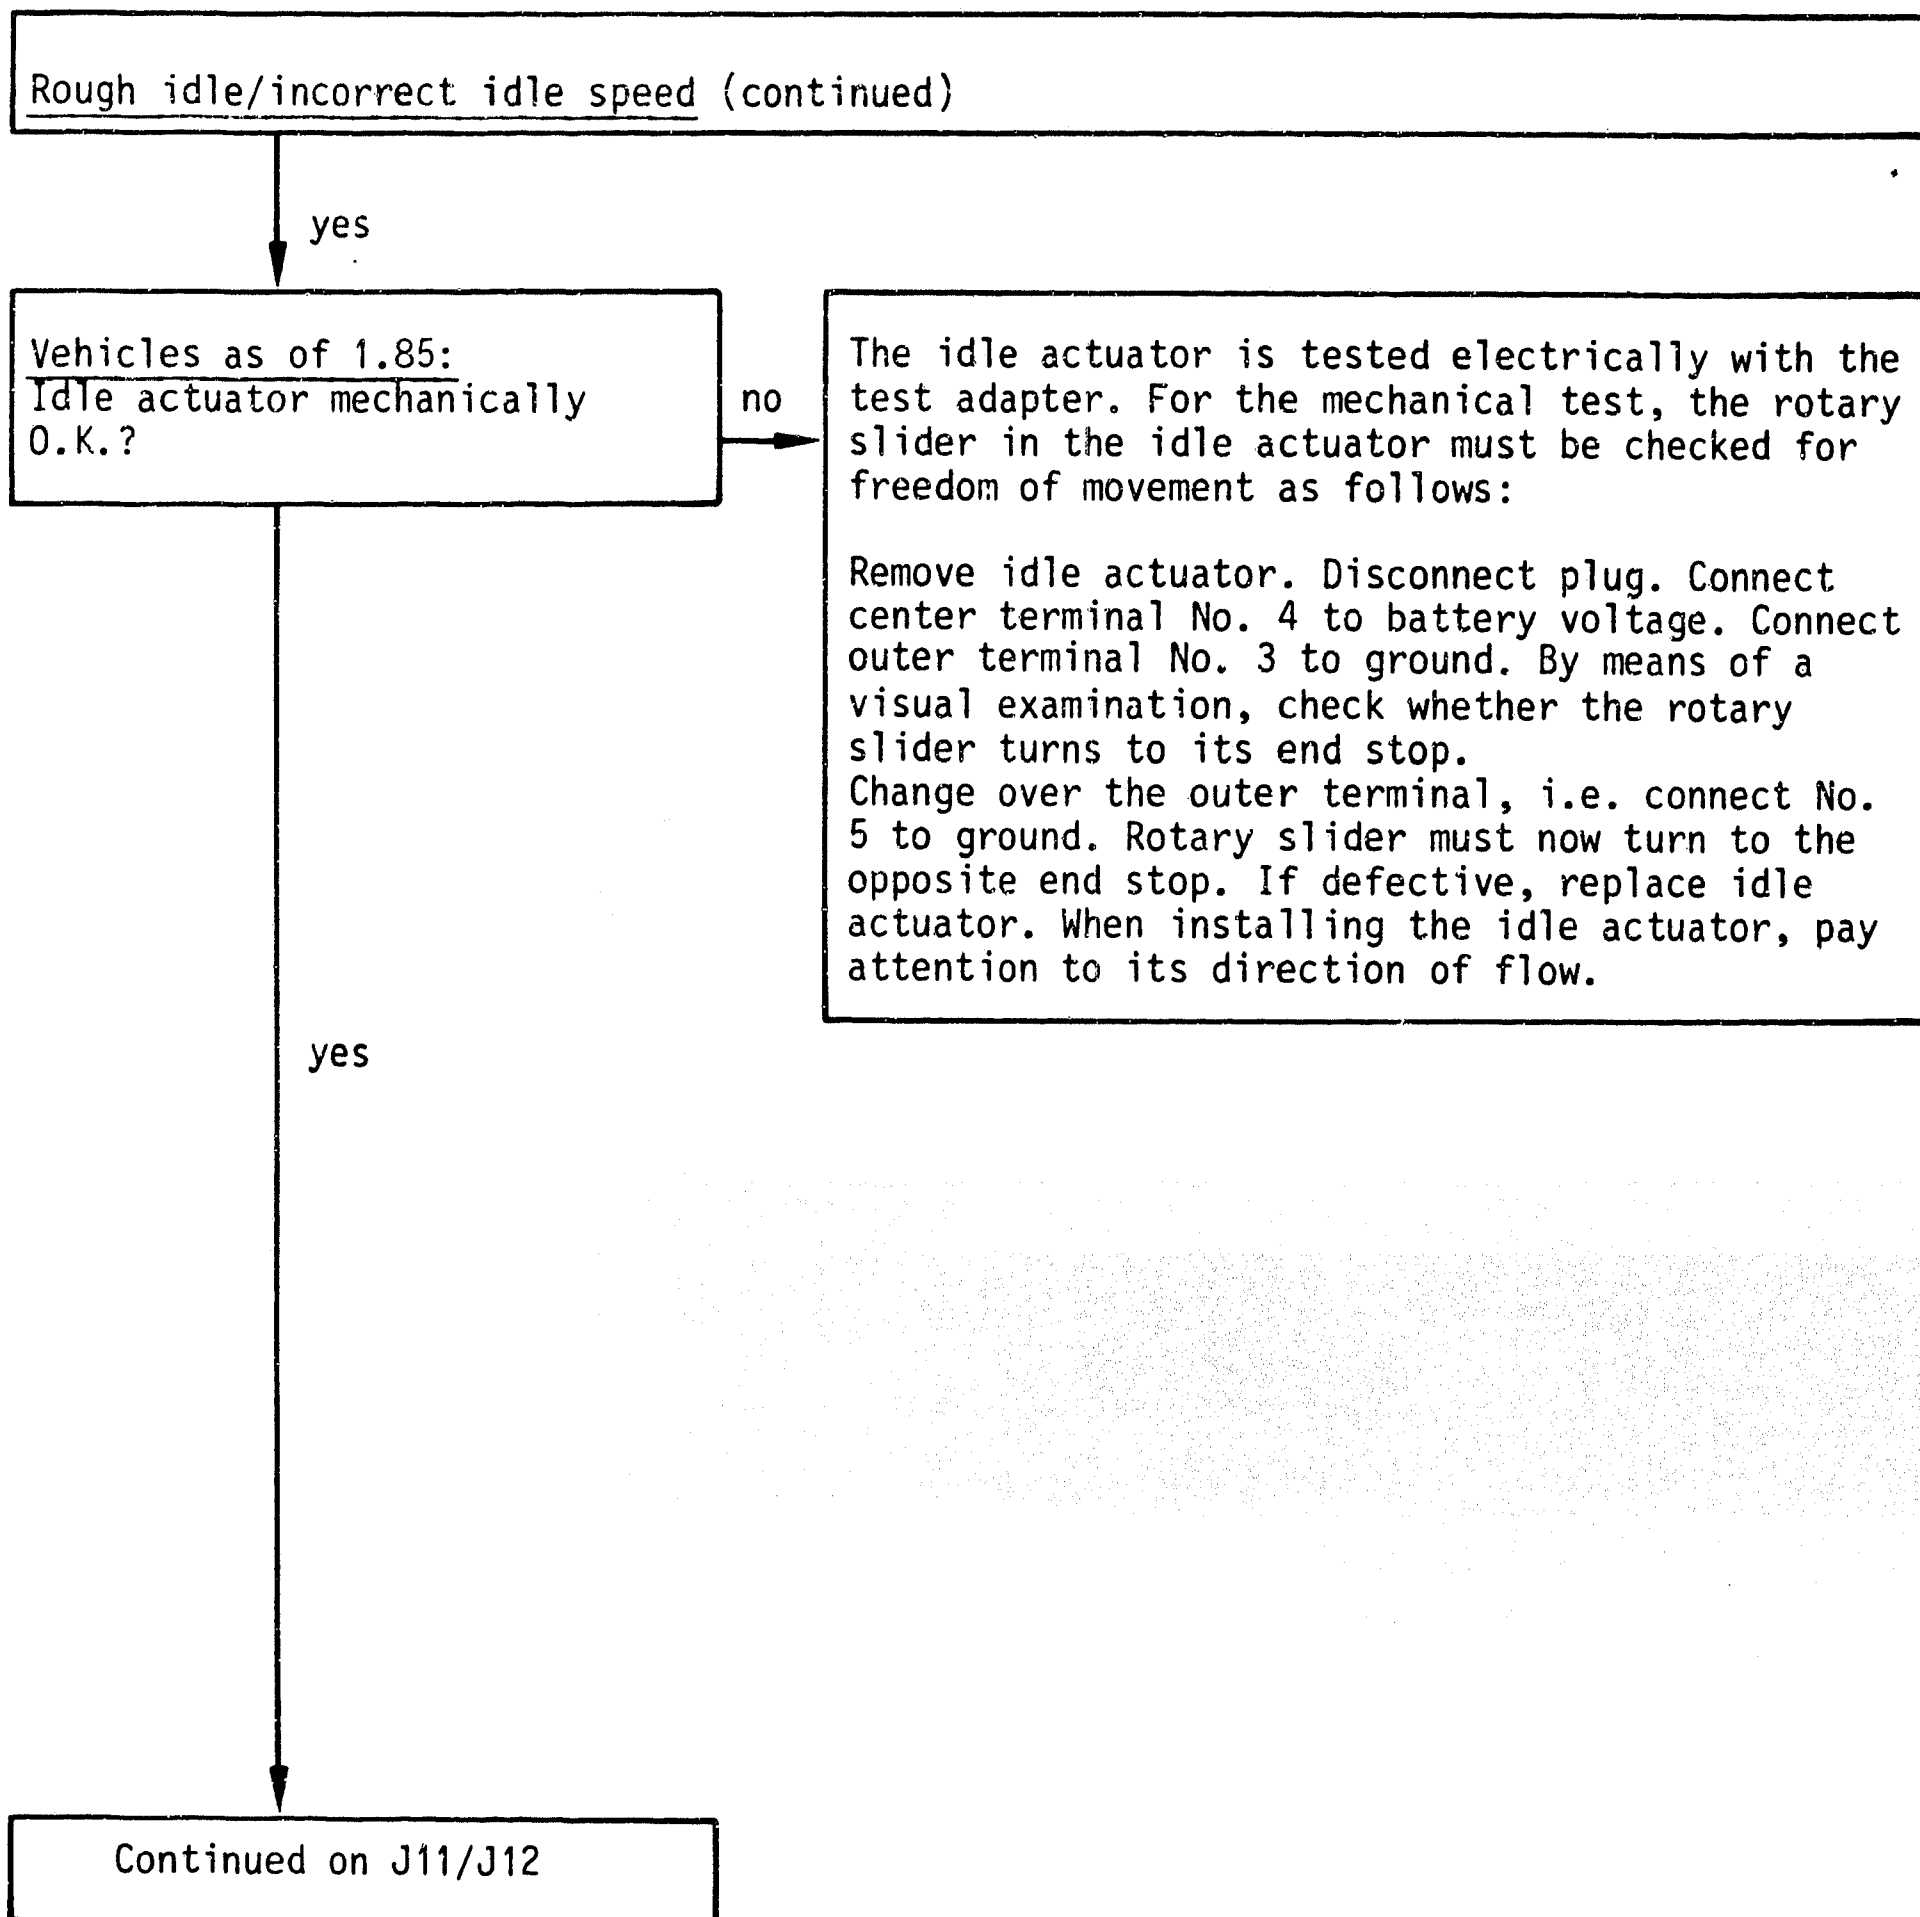 Rough idle/incorrect idle speed (continued)
yes
Vehicles as of 1.85:
Idle actuator mechanically
O.K.?
no
The idle actuator is tested electrically with the
test adapter. For the mechanical test, the rotary
slider in the idle actuator must be checked for
freedom of movement as follows:
Remove idle actuator. Disconnect plug. Connect
center terminal No. 4 to battery voltage. Connect
outer terminal No. 3 to ground. By means of a
visual examination, check whether the rotary
slider turns to its end stop.
Change over the outer terminal, i.e. connect No.
5 to ground. Rotary slider must now turn to the
opposite end stop. If defective, replace idle
actuator. When installing the idle actuator, pay
attention to its direction of flow.
yes
Continued on J11/J12